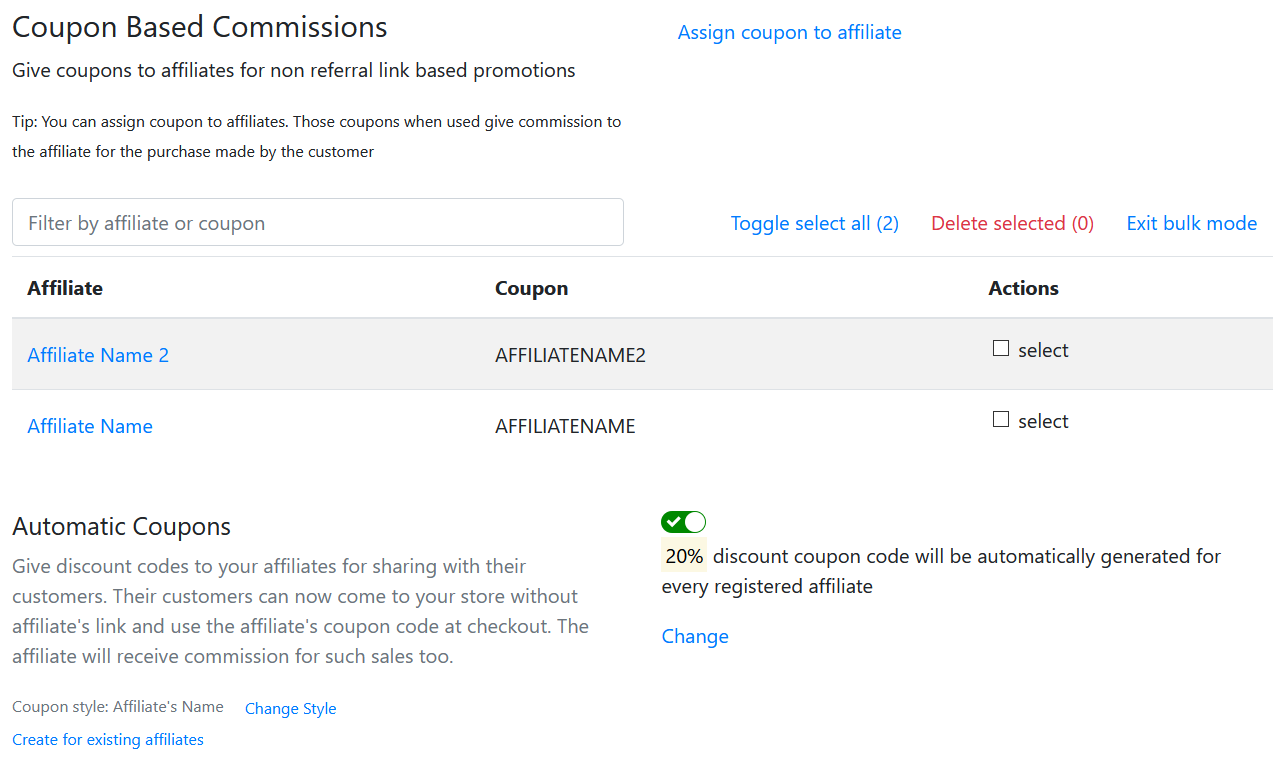 Coupon Based Commissions
Assign coupon to affiliate
Give coupons to affiliates for non referral link based promotions
Tip: You can assign coupon to affiliates. Those coupons when used give commission to
the affiliate for the purchase made by the customer
Filter by affiliate or coupon
Toggle select all (2)
Delete selected (0)
Exit bulk mode
Affiliate Coupon Actions
Affiliate Name 2 AFFILIATENAME2 select
Affiliate Name AFFILIATENAME select
Automatic Coupons
Give discount codes to your affiliates for sharing with their
customers. Their customers can now come to your store without
affiliate's link and use the affiliate's coupon code at checkout. The
affiliate will receive commission for such sales too.
Coupon style: Affiliate's Name Change Style
Create for existing affiliates
20% discount coupon code will be automatically generated for
every registered affiliate
Change